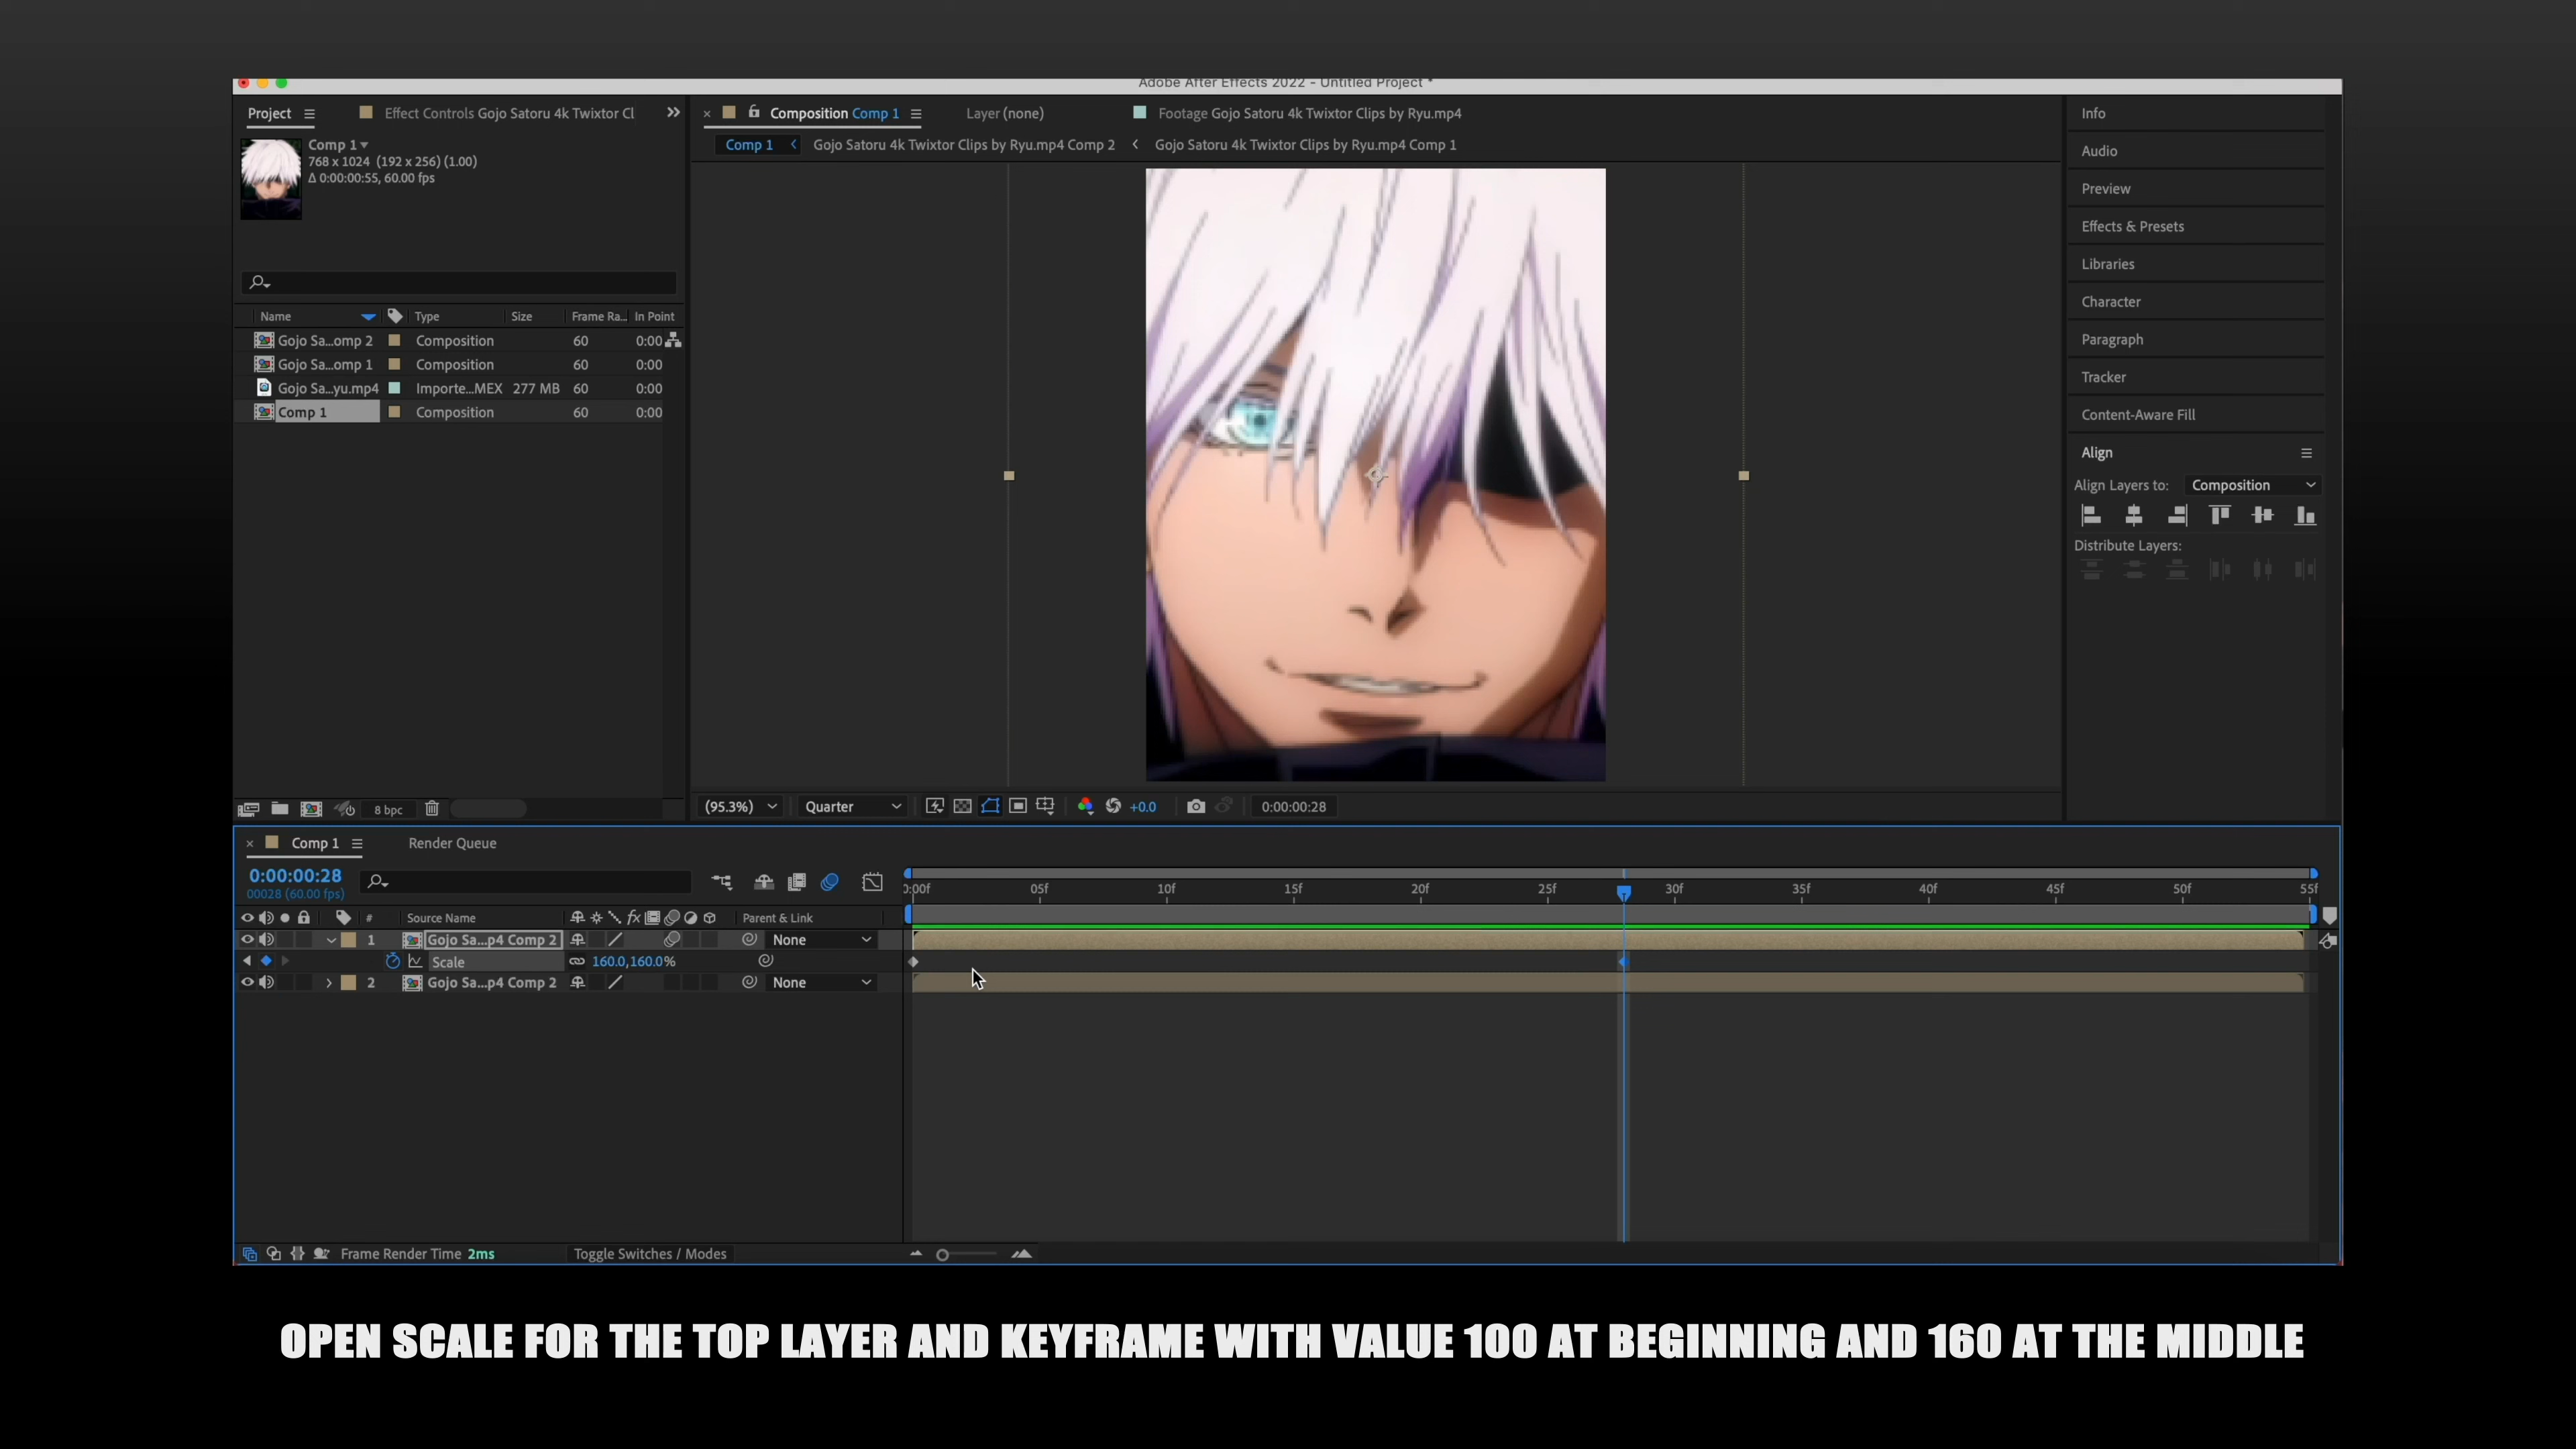 Adobe After Effects 2022 - Untitled Project *
Project
Effect Controls Gojo Satoru 4k Twixtor Cl
Composition Comp 1
Layer (none)
Footage Gojo Satoru 4k Twixtor Clips by Ryu.mp4
Comp 1
Gojo Satoru 4k Twixtor Clips by Ryu.mp4 Comp 2
Gojo Satoru 4k Twixtor Clips by Ryu.mp4 Comp 1
Comp 1
768 x 1024 (192 x 256) (1.00)
Δ 0:00:00:55, 60.00 fps
Name Type Size Frame Ra... In Point
Gojo Sa...omp 2 Composition 60 0:00
Gojo Sa...omp 1 Composition 60 0:00
Gojo Sa...yu.mp4 Importe...MEX 277 MB 60 0:00
Comp 1 Composition 60 0:00
8 bpc
(95.3%)
Quarter
+0.0
0:00:00:28
Info
Audio
Preview
Effects & Presets
Libraries
Character
Paragraph
Tracker
Content-Aware Fill
Align
Align Layers to: Composition
Distribute Layers:
Comp 1
Render Queue
0:00:00:28
00028 (60.00 fps)
0:00f 05f 10f 15f 20f 25f 30f 35f 40f 45f 50f 55f
# Source Name fx Parent & Link
1 Gojo Sa...p4 Comp 2 None
Scale 160.0,160.0%
2 Gojo Sa...p4 Comp 2 None
Frame Render Time 2ms
Toggle Switches / Modes
OPEN SCALE FOR THE TOP LAYER AND KEYFRAME WITH VALUE 100 AT BEGINNING AND 160 AT THE MIDDLE